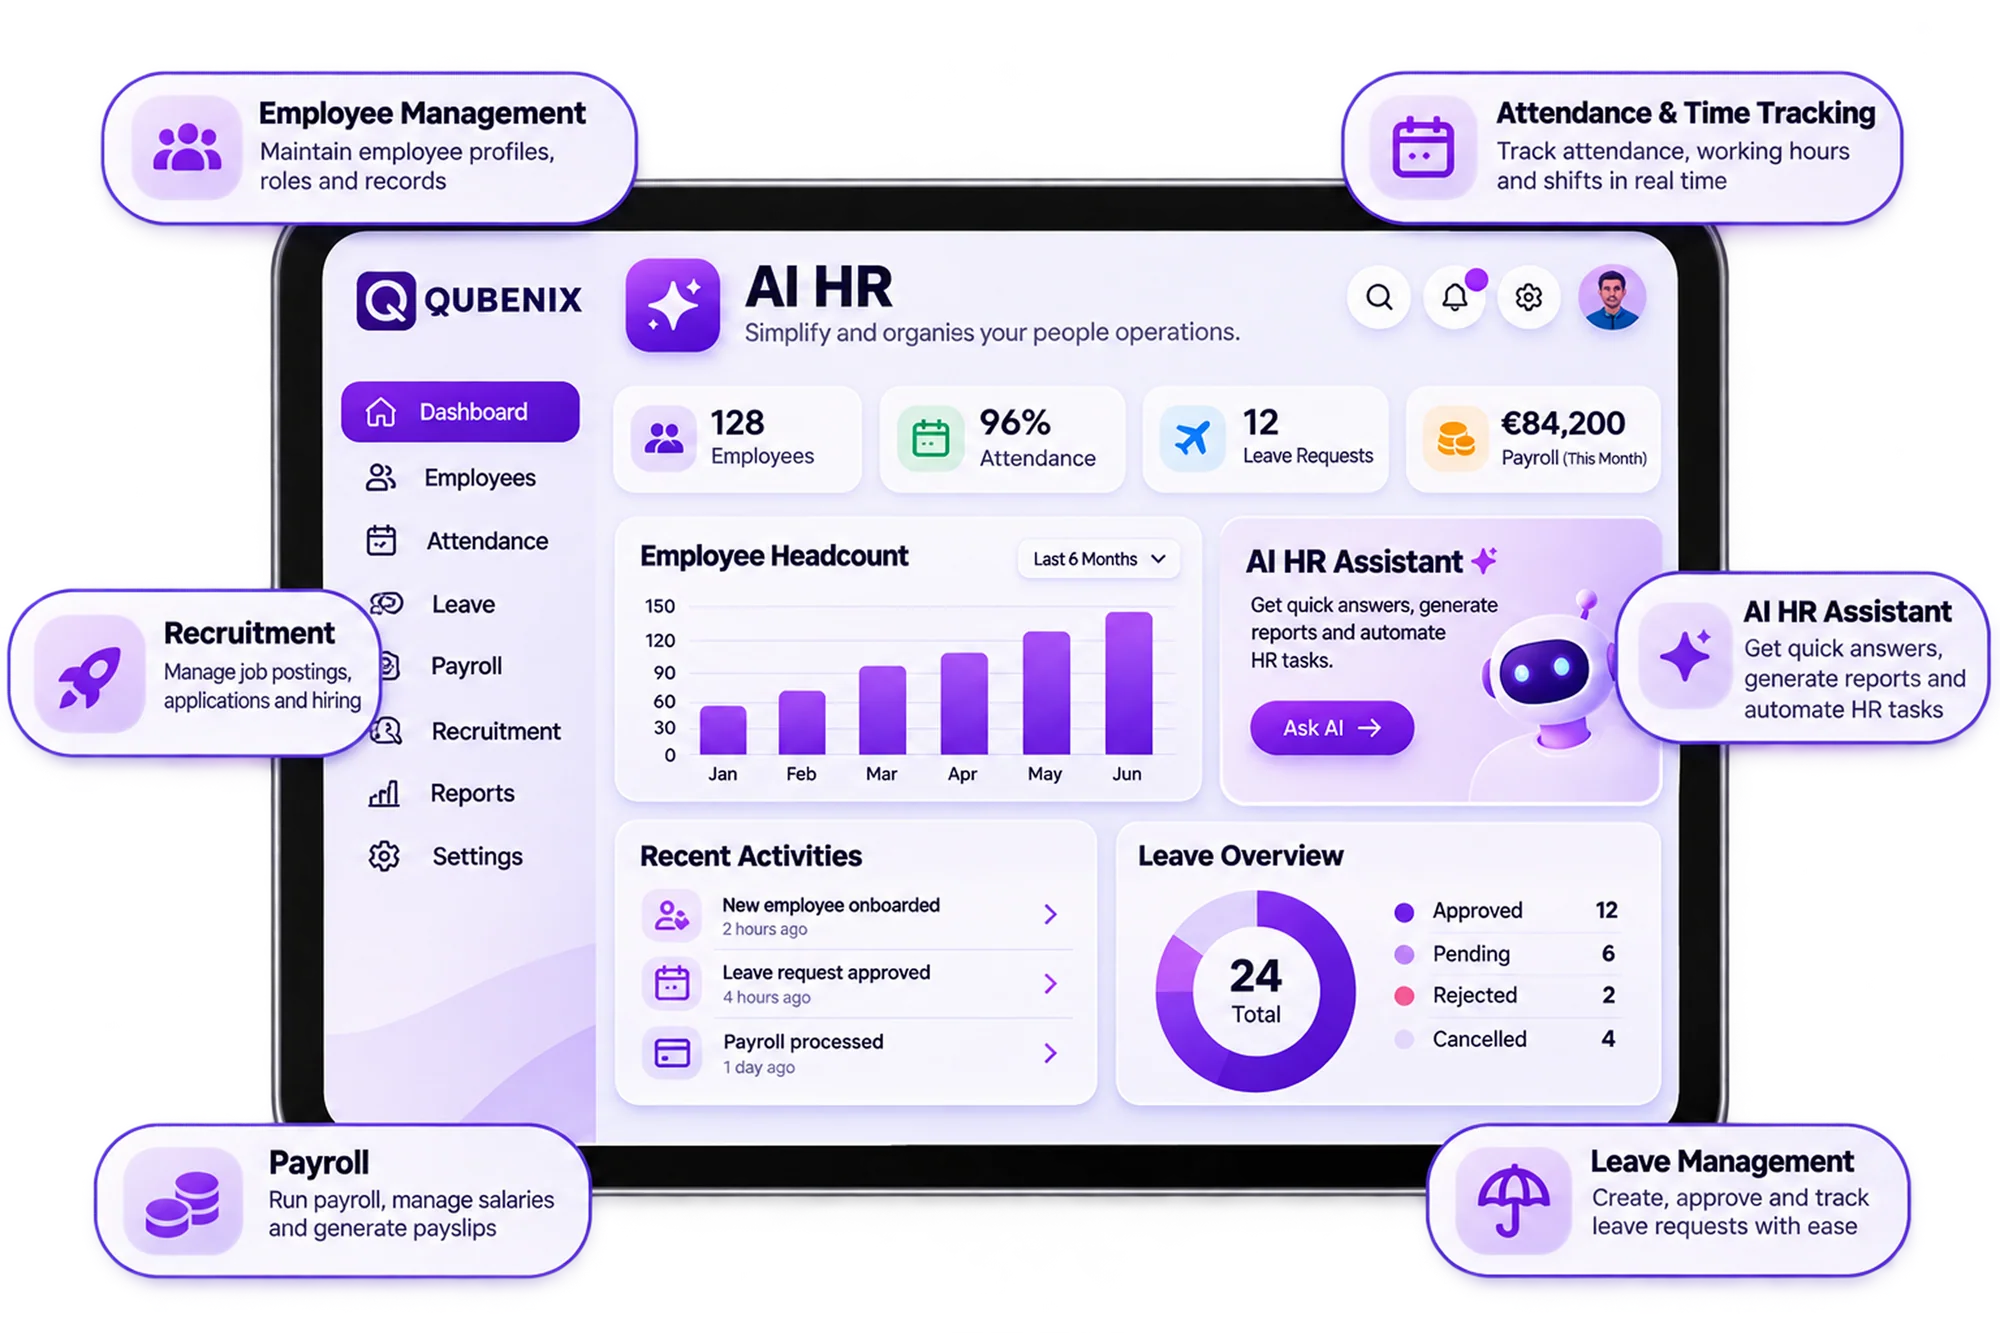 Employee Management
Maintain employee profiles,
roles and records
Attendance & Time Tracking
Track attendance, working hours
and shifts in real time
QUBENIX
AI HR
Simplify and organies your people operations.
Dashboard
Employees
Attendance
Leave
Payroll
Recruitment
Reports
Settings
128
Employees
96%
Attendance
12
Leave Requests
€84,200
Payroll (This Month)
Employee Headcount
Last 6 Months
150
120
90
60
30
0
Jan Feb Mar Apr May Jun
AI HR Assistant
Get quick answers, generate
reports and automate
HR tasks.
Ask AI
Recruitment
Manage job postings,
applications and hiring
AI HR Assistant
Get quick answers,
generate reports and
automate HR tasks
Recent Activities
New employee onboarded
2 hours ago
Leave request approved
4 hours ago
Payroll processed
1 day ago
Leave Overview
24
Total
Approved 12
Pending 6
Rejected 2
Cancelled 4
Payroll
Run payroll, manage salaries
and generate payslips
Leave Management
Create, approve and track
leave requests with ease